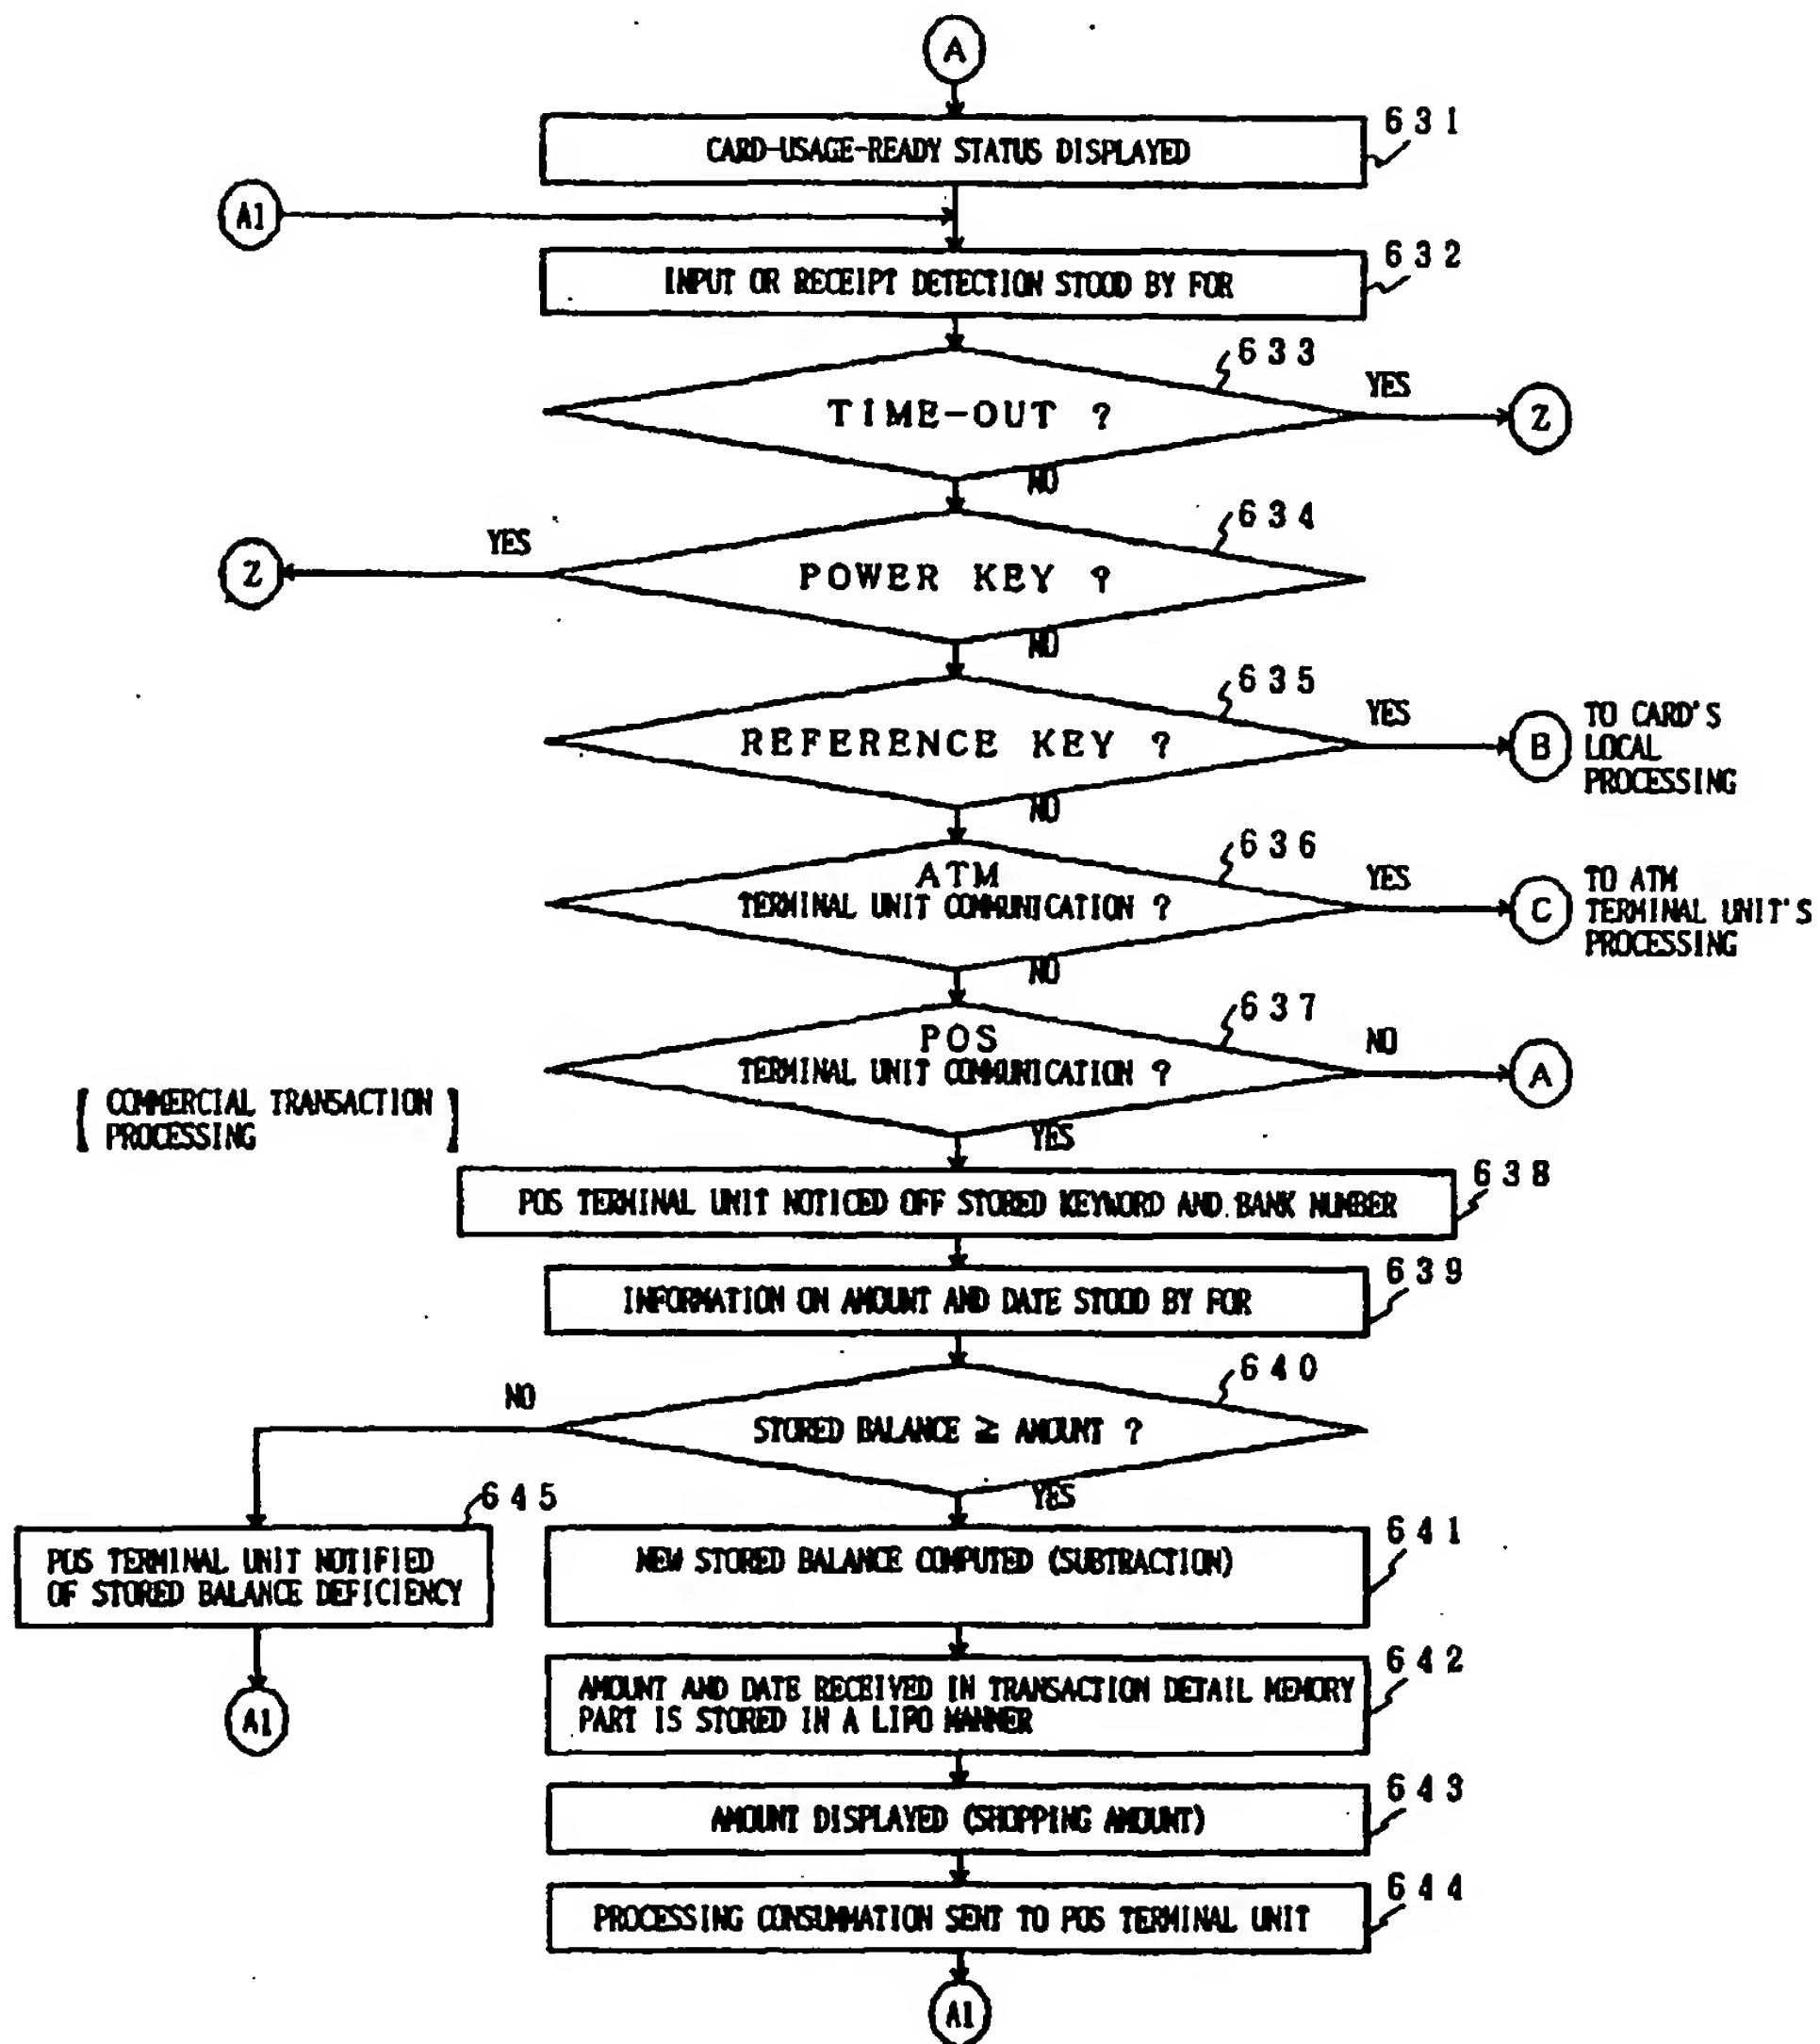 A
631
CARD-USAGE-READY STATUS DISPLAYED
A1
632
INPUT OR RECEIPT DETECTION STOOD BY FOR
633
TIME-OUT ?
YES
Z
NO
634
YES
Z
POWER KEY ?
NO
635
REFERENCE KEY ?
YES
B
TO CARD'S
LOCAL
PROCESSING
NO
636
ATM
TERMINAL UNIT COMMUNICATION ?
YES
C
TO ATM
TERMINAL UNIT'S
PROCESSING
NO
637
POS
TERMINAL UNIT COMMUNICATION ?
NO
A
[ COMMERCIAL TRANSACTION
PROCESSING ]
YES
638
POS TERMINAL UNIT NOTICED OFF STORED KEYWORD AND BANK NUMBER
639
INFORMATION ON AMOUNT AND DATE STOOD BY FOR
640
NO
STORED BALANCE ≧ AMOUNT ?
YES
645
POS TERMINAL UNIT NOTIFIED
OF STORED BALANCE DEFICIENCY
A1
641
NEW STORED BALANCE COMPUTED (SUBTRACTION)
642
AMOUNT AND DATE RECEIVED IN TRANSACTION DETAIL MEMORY
PART IS STORED IN A LIPO MANNER
643
AMOUNT DISPLAYED (SHOPPING AMOUNT)
644
PROCESSING CONSUMMATION SENT TO POS TERMINAL UNIT
A1